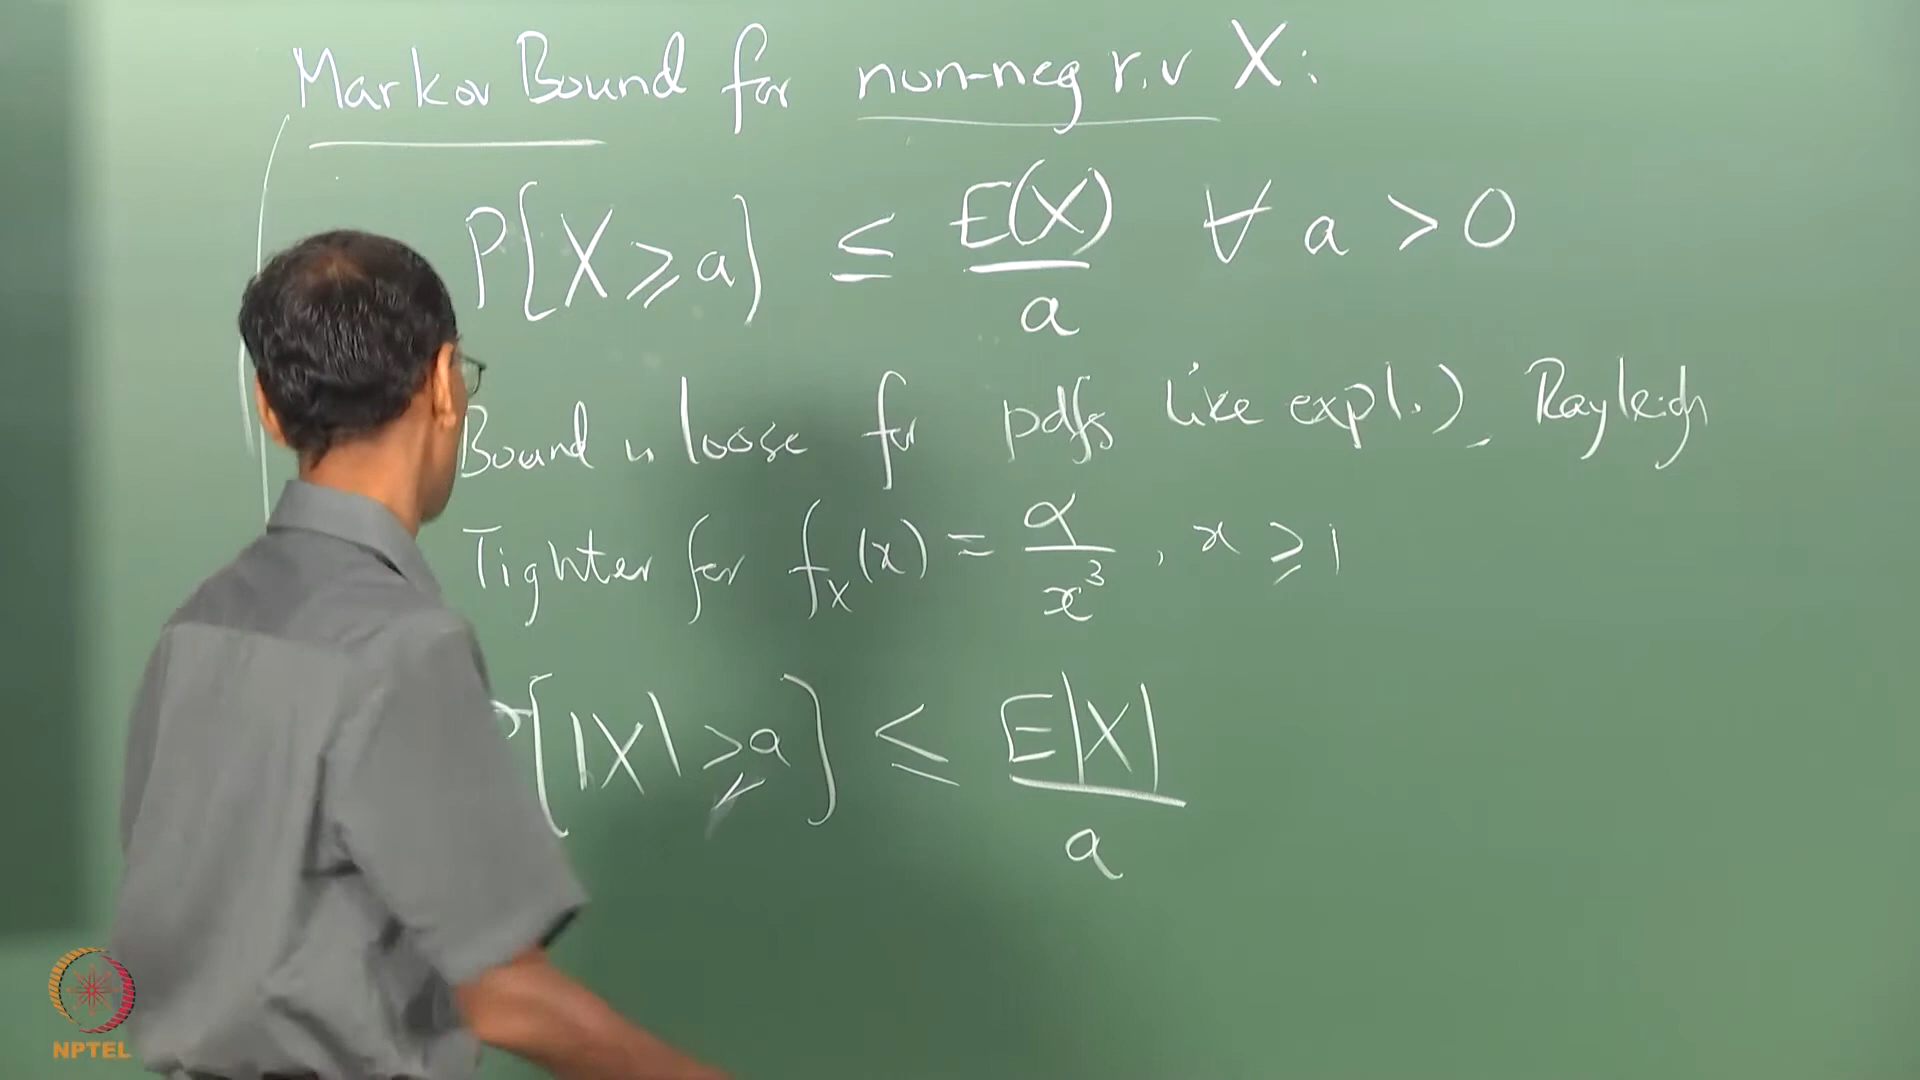 Markov Bound for non-neg r.v X:
P[X ≥ a] ≤ E(X)/a ∀ a > 0
Bound is loose for pdfs like expl.), Rayleigh
Tighter for f_X(x) = α/x³, x ≥ 1
P[|X| ≥ a] ≤ E|X|/a
NPTEL